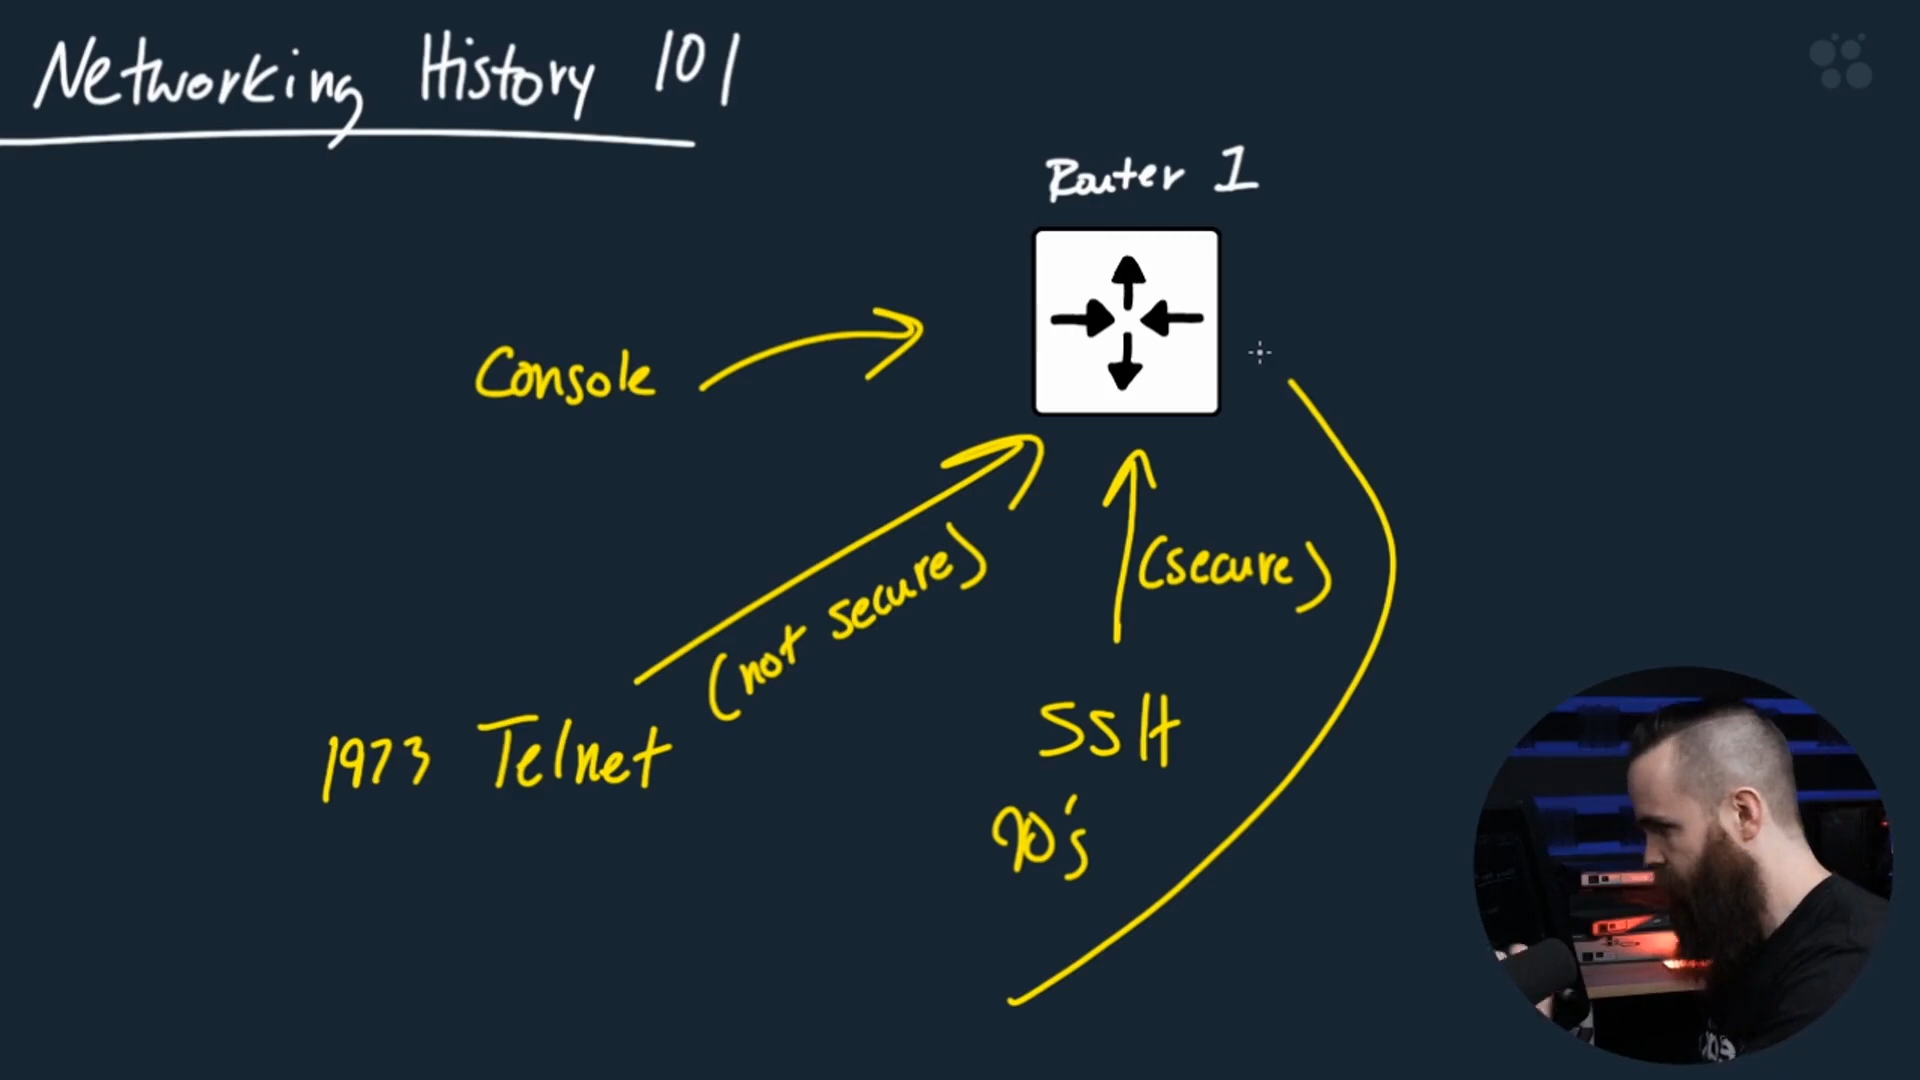 Networking History 101
Router 1
Console
(not secure)
(secure)
1973 Telnet
SSH
90's